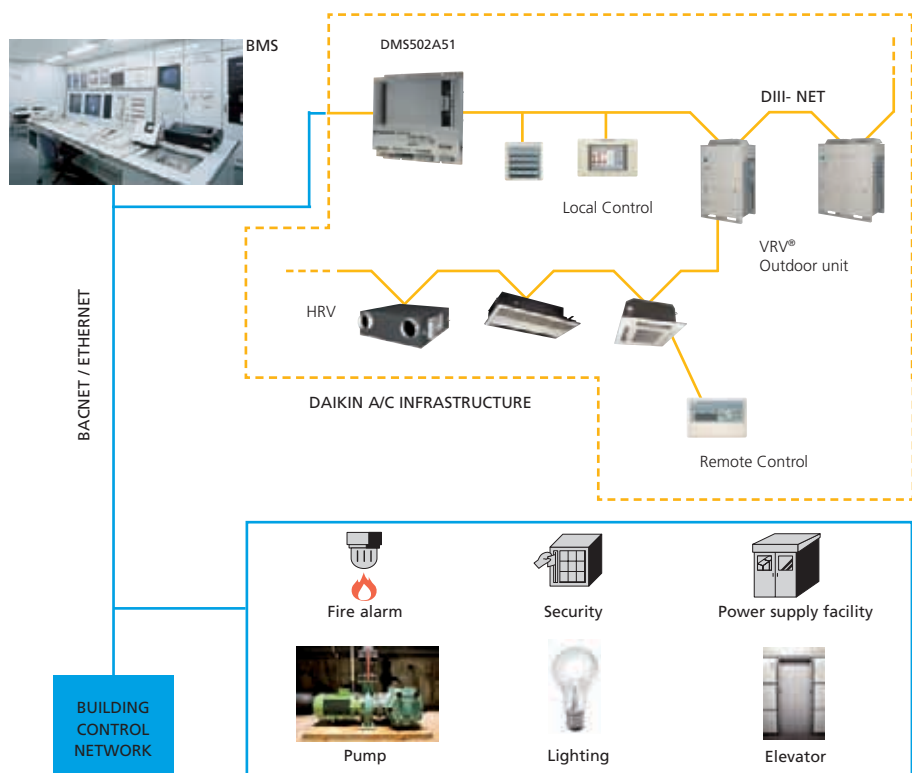 BMS
DMS502A51
DIII- NET
Local Control
VRV®
Outdoor unit
HRV
BACNET / ETHERNET
DAIKIN A/C INFRASTRUCTURE
Remote Control
Fire alarm
Security
Power supply facility
BUILDING
CONTROL
NETWORK
Pump
Lighting
Elevator